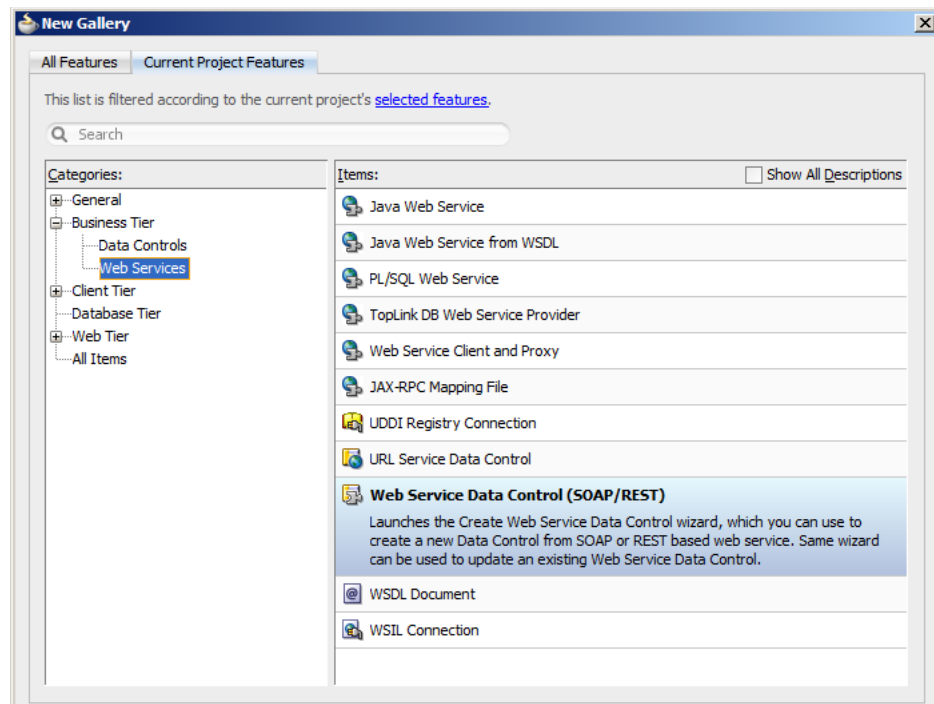 New Gallery
All Features
Current Project Features
This list is filtered according to the current project's selected features.
Search
Categories:
General
Business Tier
Data Controls
Web Services
Client Tier
Database Tier
Web Tier
All Items
Items:
Show All Descriptions
Java Web Service
Java Web Service from WSDL
PL/SQL Web Service
TopLink DB Web Service Provider
Web Service Client and Proxy
JAX-RPC Mapping File
UDDI Registry Connection
URL Service Data Control
Web Service Data Control (SOAP/REST)
Launches the Create Web Service Data Control wizard, which you can use to
create a new Data Control from SOAP or REST based web service. Same wizard
can be used to update an existing Web Service Data Control.
WSDL Document
WSIL Connection